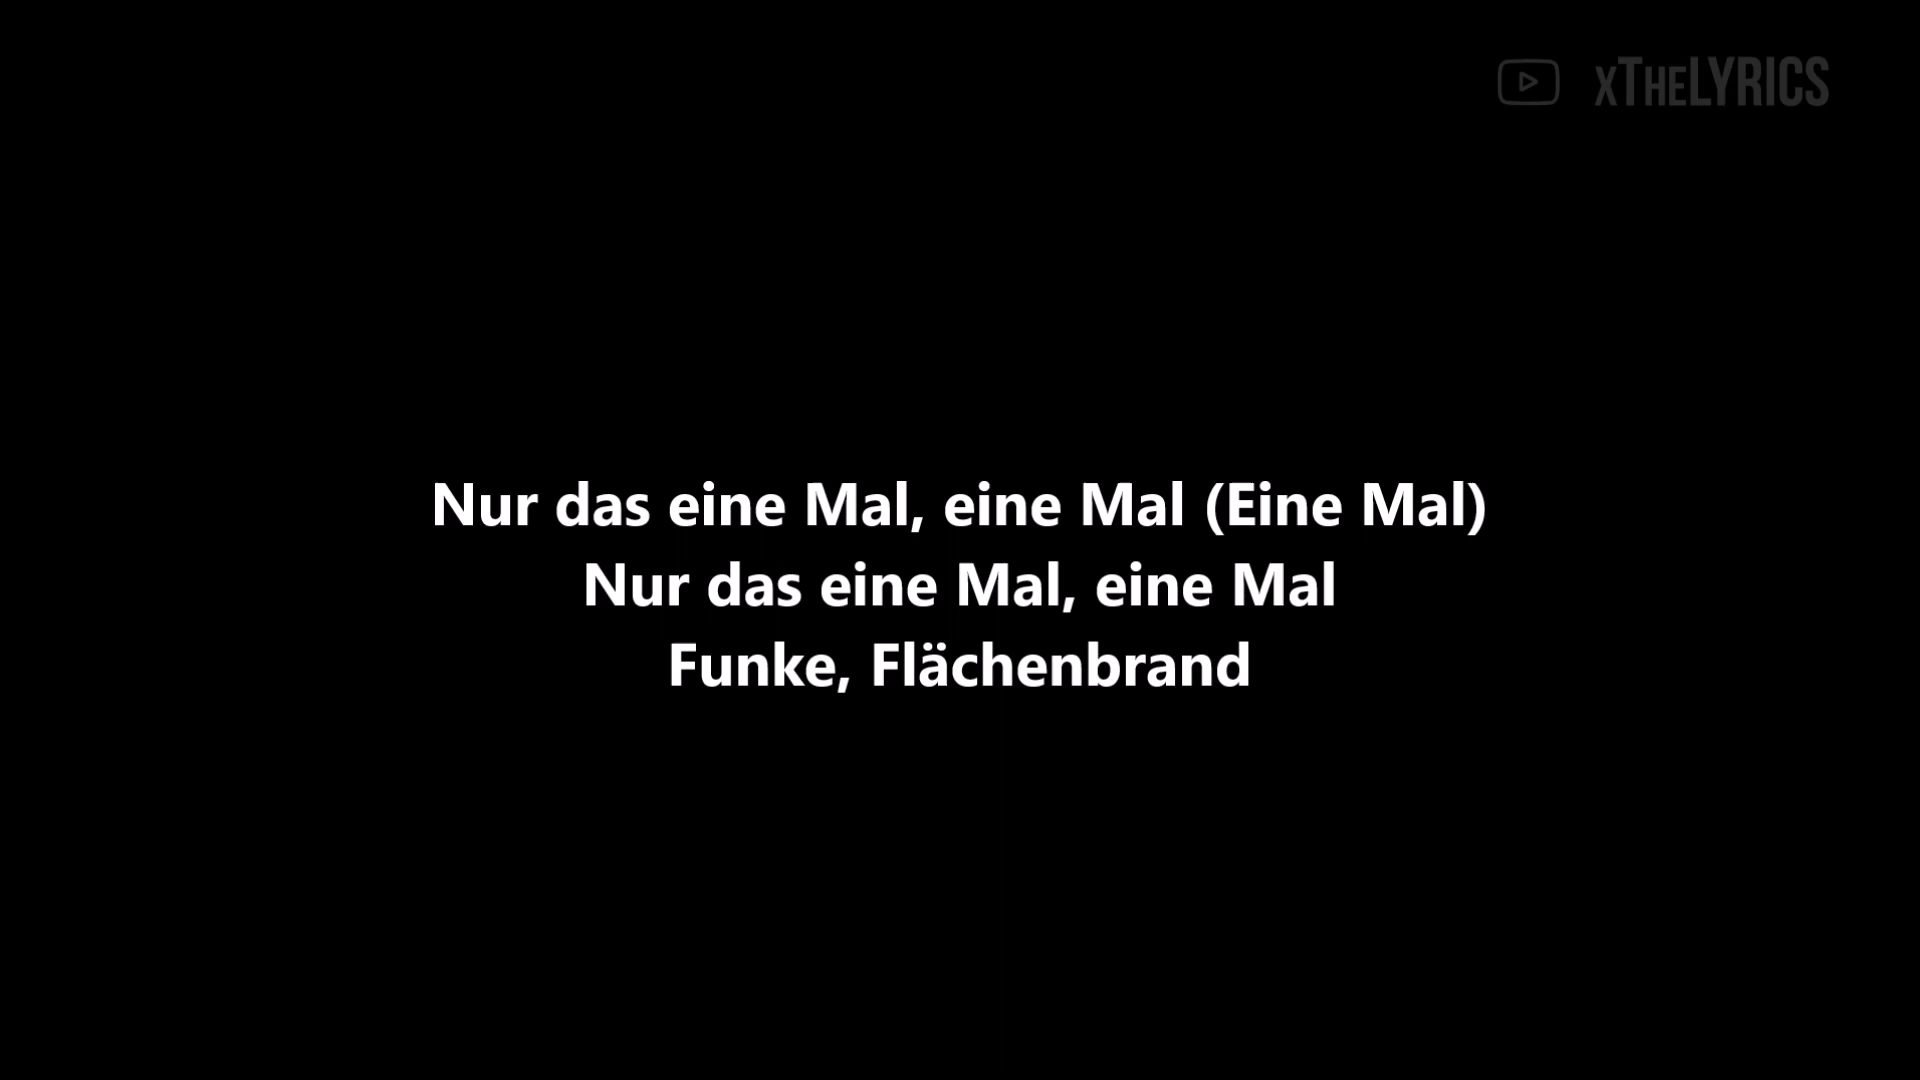 xTheLYRICS
Nur das eine Mal, eine Mal (Eine Mal)
Nur das eine Mal, eine Mal
Funke, Flächenbrand